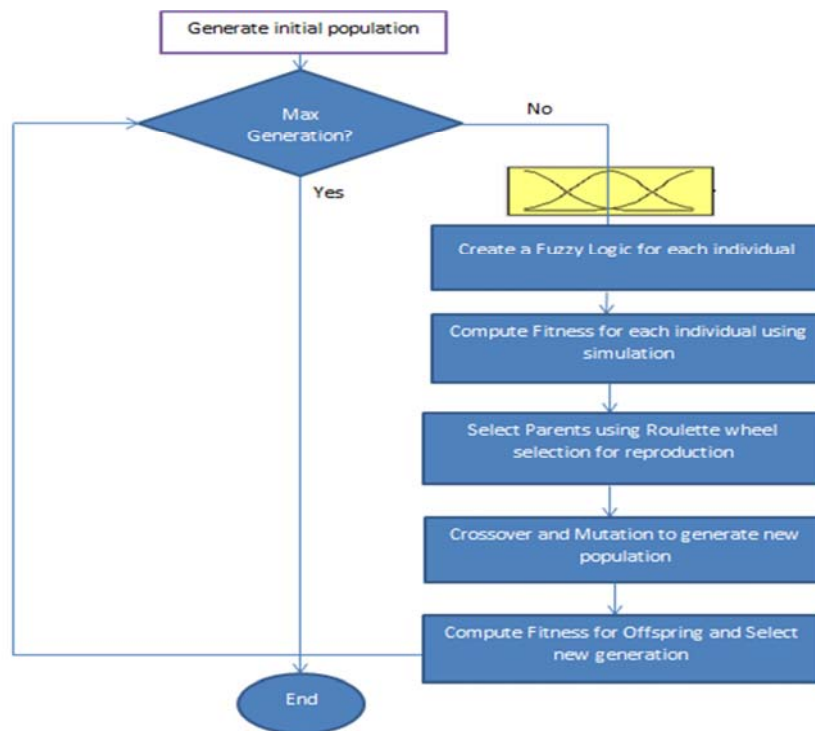 Generate initial population
Max
Generation?
No
Yes
Create a Fuzzy Logic for each individual
Compute Fitness for each individual using
simulation
Select Parents using Roulette wheel
selection for reproduction
Crossover and Mutation to generate new
population
Compute Fitness for Offspring and Select
new generation
End